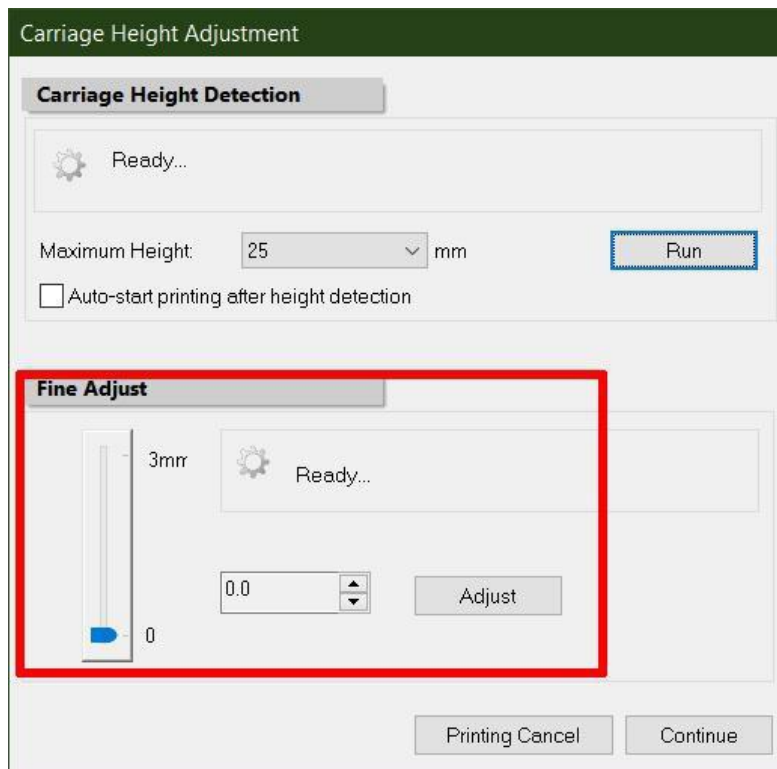 Carriage Height Adjustment
Carriage Height Detection
Ready...
Maximum Height: 25 mm Run
Auto-start printing after height detection
Fine Adjust
3mm
Ready...
0.0 Adjust
0
Printing Cancel Continue